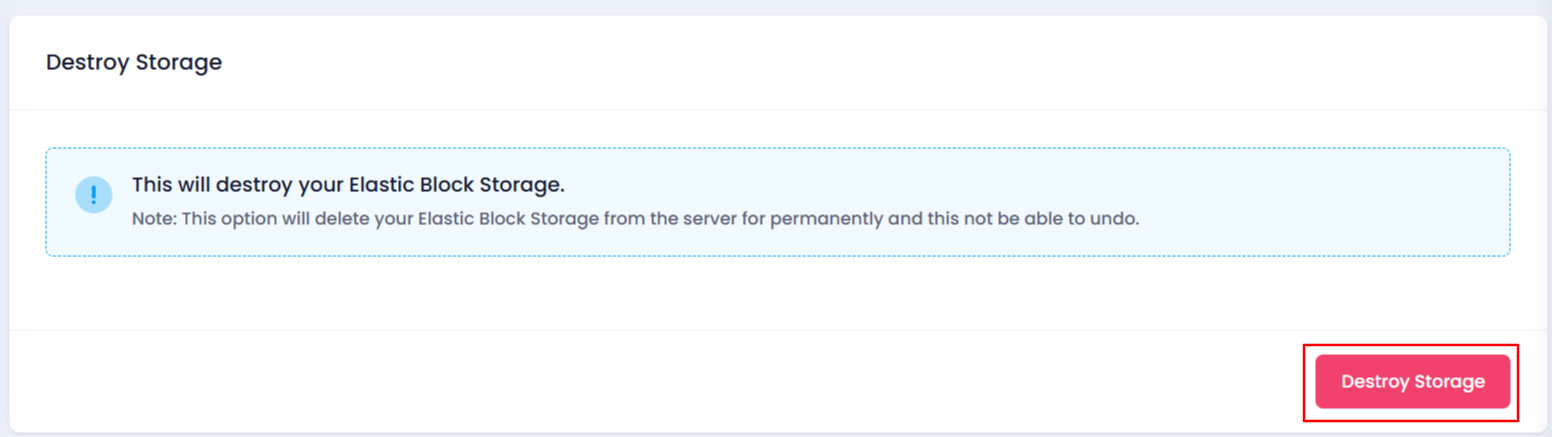 Destroy Storage
This will destroy your Elastic Block Storage.
Note: This option will delete your Elastic Block Storage from the server for permanently and this not be able to undo.
Destroy Storage